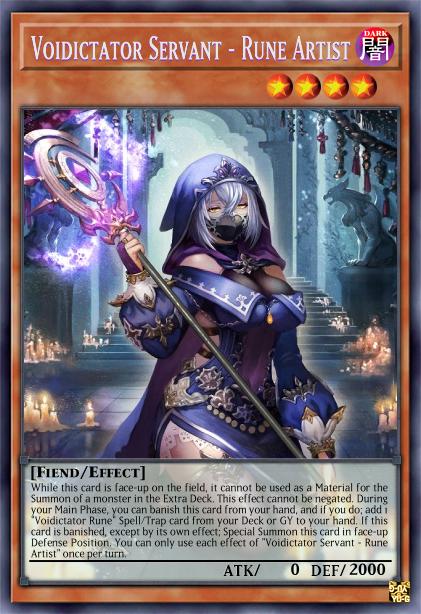 Voidictator Servant - Rune Artist
DARK
闇
[Fiend/Effect]
While this card is face-up on the field, it cannot be used as a Material for the
Summon of a monster in the Extra Deck. This effect cannot be negated. During
your Main Phase, you can banish this card from your hand, and if you do; add 1
"Voidictator Rune" Spell/Trap card from your Deck or GY to your hand. If this
card is banished, except by its own effect; Special Summon this card in face-up
Defense Position. You can only use each effect of "Voidictator Servant - Rune
Artist" once per turn.
ATK/ 0 DEF/ 2000